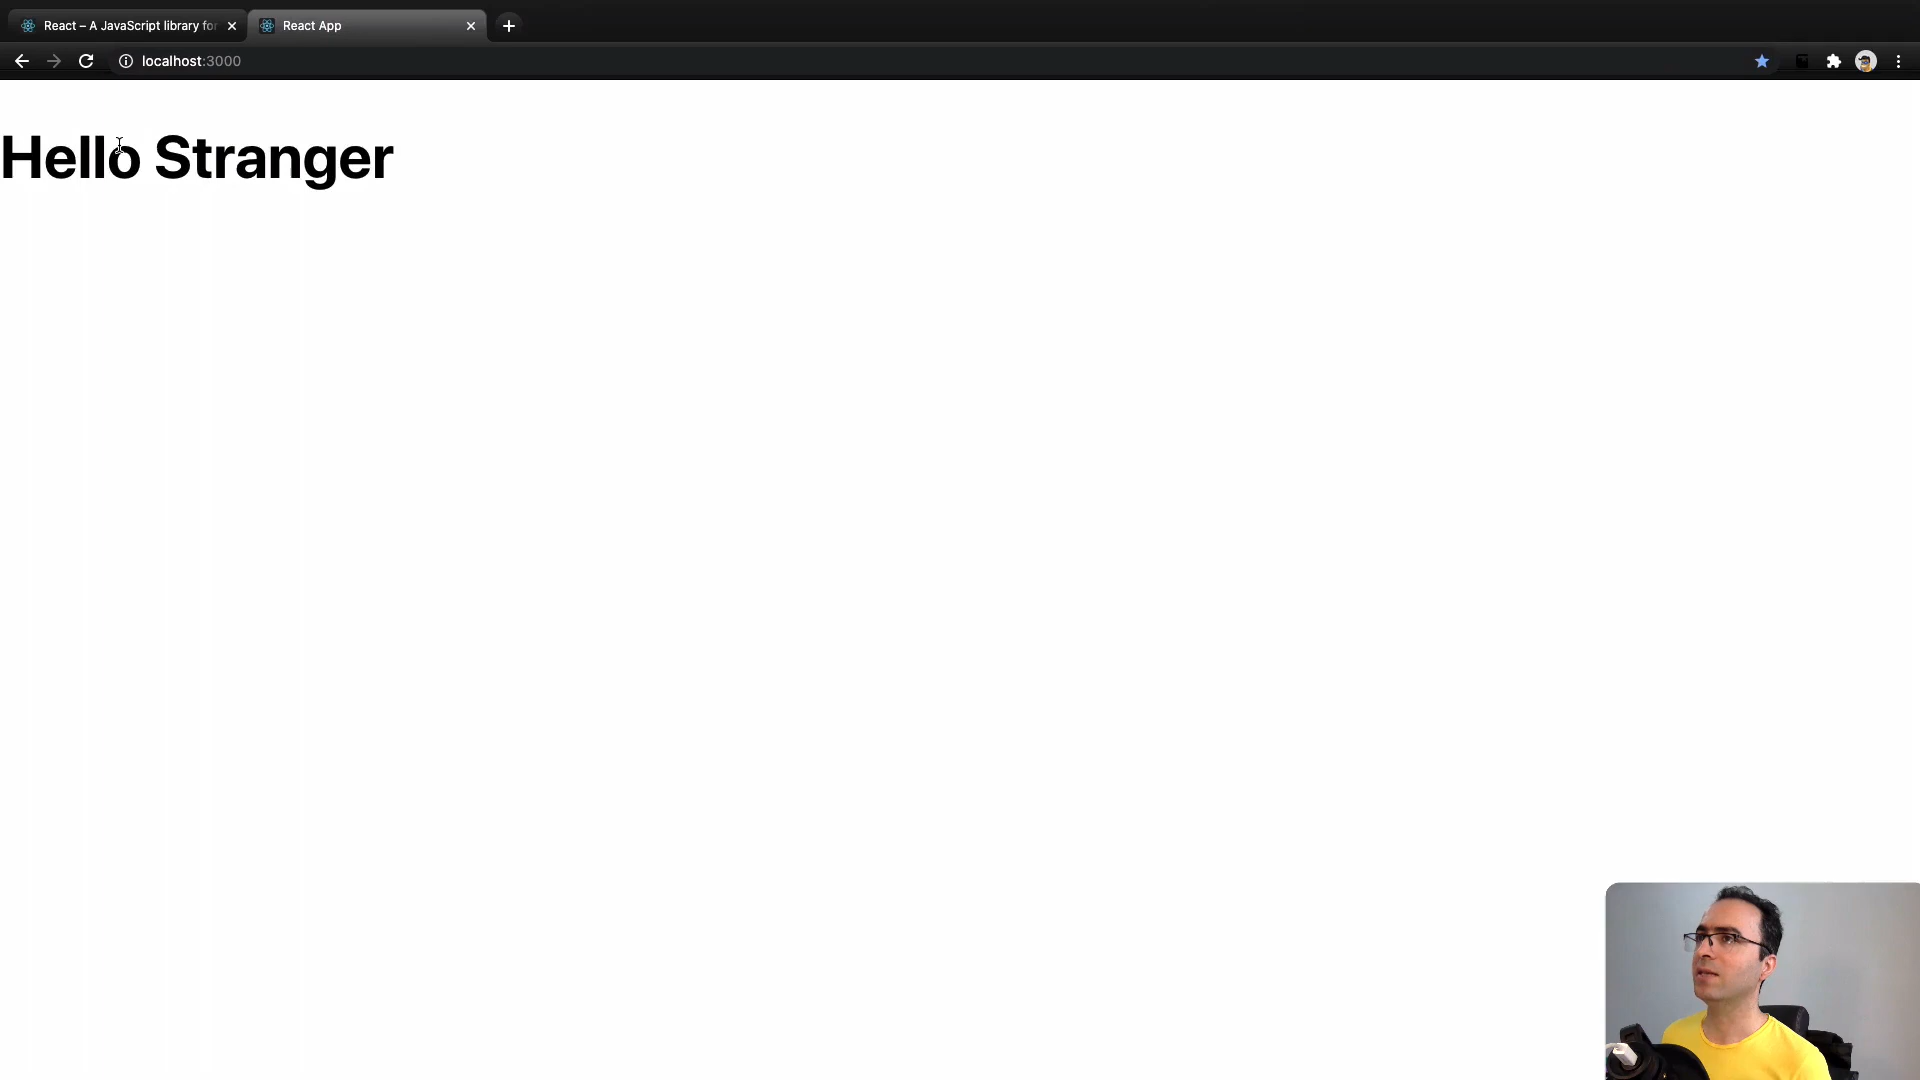 React – A JavaScript library for
React App
localhost:3000
Hello Stranger